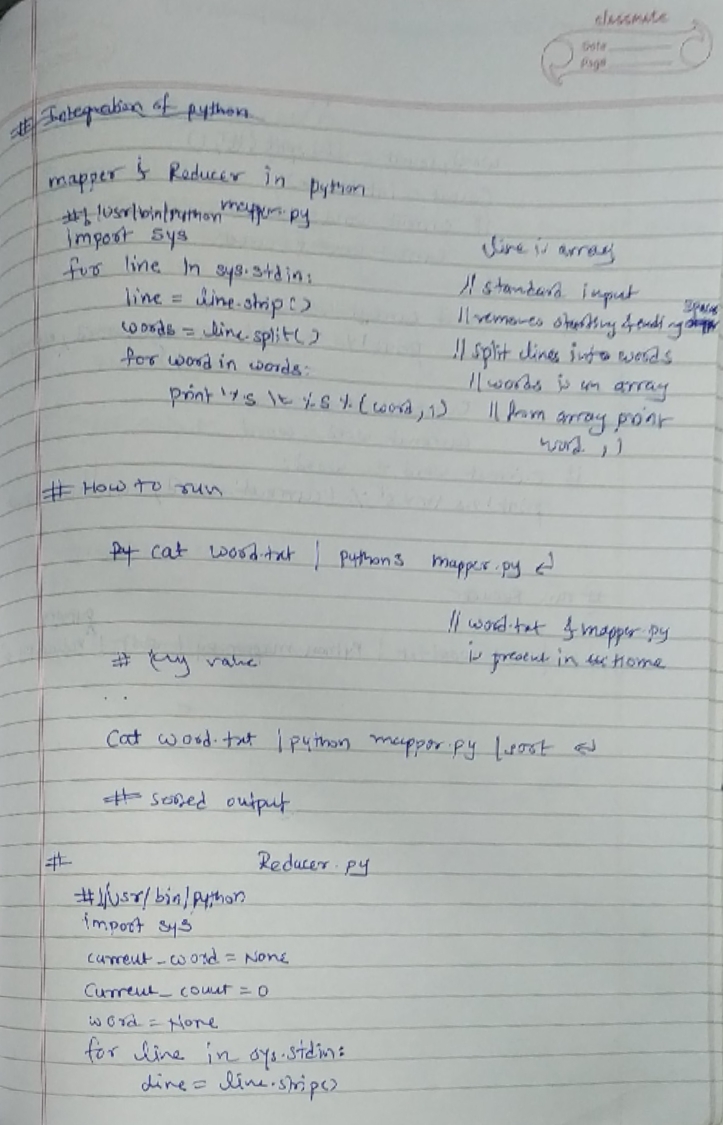 classmate
Date
Page
# Integration of python
mapper & Reducer in python
#! /usr/bin/python mapper.py
import sys
line is array
for line in sys.stdin: // standard input
line = line.strip() // removes starting & ending spaces
words = line.split() // split lines into words
for word in words: // words is an array
print '%s \t %s % (word, 1) // from array print
word , 1
# How to run
cat word.txt | python3 mapper.py ↵
// word.txt & mapper.py
# key value is present in home
..
Cat word.txt | python mapper.py | sort ↵
# sorted output
# Reducer.py
#!/usr/bin/python
import sys
current_word = None
current_count = 0
word = None
for line in sys.stdin:
line = line.strip()